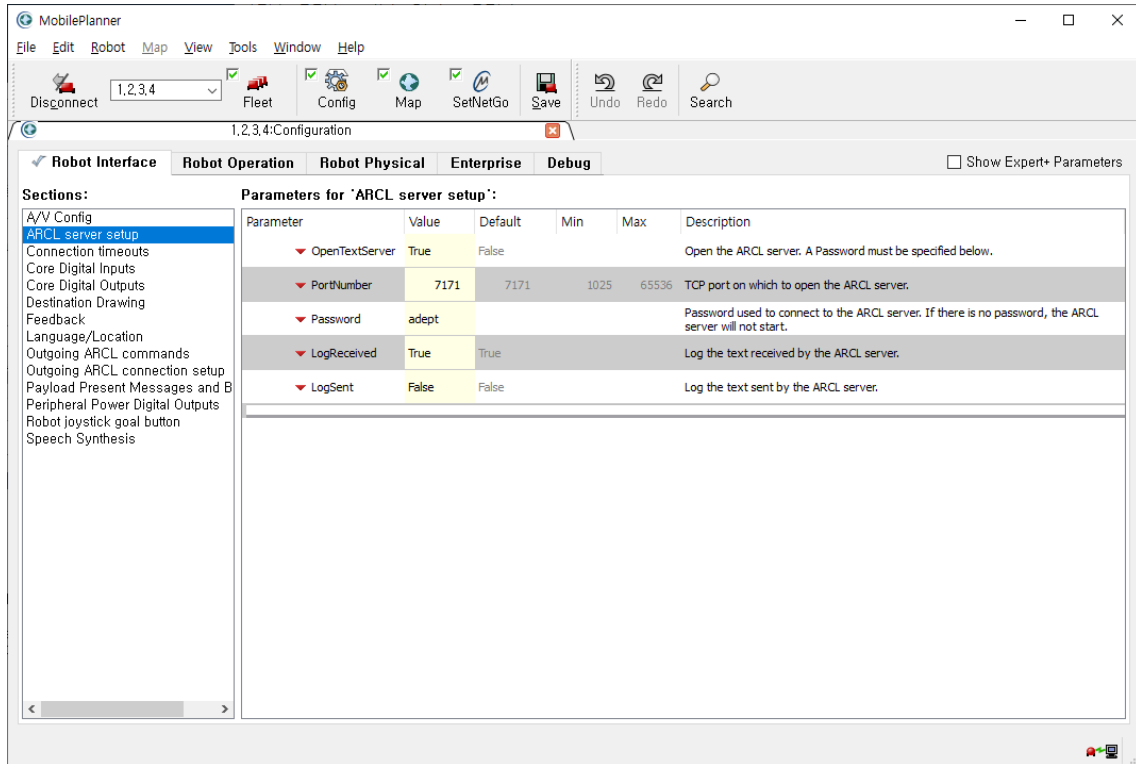 MobilePlanner
File Edit Robot Map View Tools Window Help
Disconnect 1,2,3,4 Fleet Config Map SetNetGo Save Undo Redo Search
1,2,3,4:Configuration
Robot Interface Robot Operation Robot Physical Enterprise Debug Show Expert+ Parameters
Sections:
A/V Config
ARCL server setup
Connection timeouts
Core Digital Inputs
Core Digital Outputs
Destination Drawing
Feedback
Language/Location
Outgoing ARCL commands
Outgoing ARCL connection setup
Payload Present Messages and B
Peripheral Power Digital Outputs
Robot joystick goal button
Speech Synthesis
Parameters for 'ARCL server setup':
Parameter Value Default Min Max Description
OpenTextServer True False Open the ARCL server. A Password must be specified below.
PortNumber 7171 7171 1025 65536 TCP port on which to open the ARCL server.
Password adept Password used to connect to the ARCL server. If there is no password, the ARCL
server will not start.
LogReceived True True Log the text received by the ARCL server.
LogSent False False Log the text sent by the ARCL server.